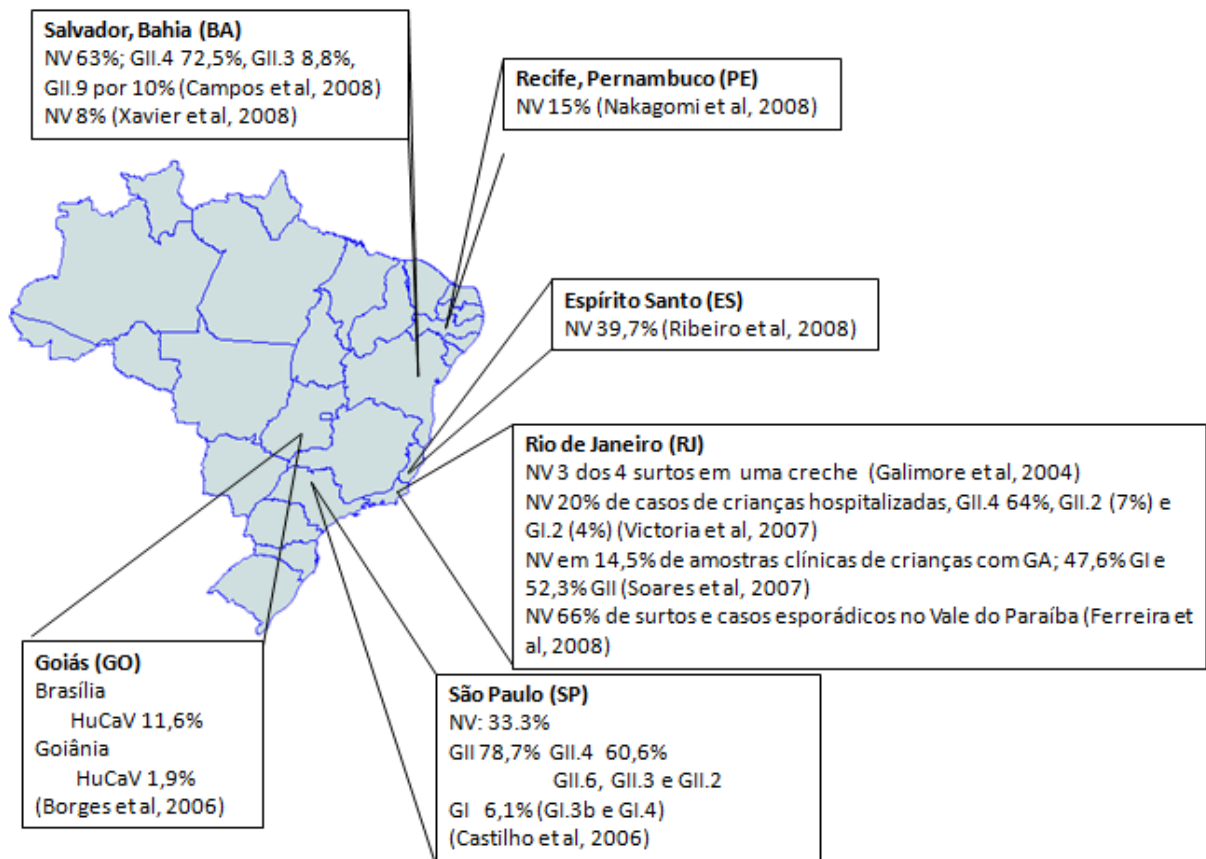 Salvador, Bahia (BA)
NV 63%; GII.4 72,5%, GII.3 8,8%,
GII.9 por 10% (Campos et al, 2008)
NV 8% (Xavier et al, 2008)
Recife, Pernambuco (PE)
NV 15% (Nakagomi et al, 2008)
Espírito Santo (ES)
NV 39,7% (Ribeiro et al, 2008)
Rio de Janeiro (RJ)
NV 3 dos 4 surtos em uma creche (Galimore et al, 2004)
NV 20% de casos de crianças hospitalizadas, GII.4 64%, GII.2 (7%) e
GI.2 (4%) (Victoria et al, 2007)
NV em 14,5% de amostras clínicas de crianças com GA; 47,6% GI e
52,3% GII (Soares et al, 2007)
NV 66% de surtos e casos esporádicos no Vale do Paraíba (Ferreira et
al, 2008)
Goiás (GO)
Brasília
HuCaV 11,6%
Goiânia
HuCaV 1,9%
(Borges et al, 2006)
São Paulo (SP)
NV: 33.3%
GII 78,7% GII.4 60,6%
GII.6, GII.3 e GII.2
GI 6,1% (GI.3b e GI.4)
(Castilho et al, 2006)